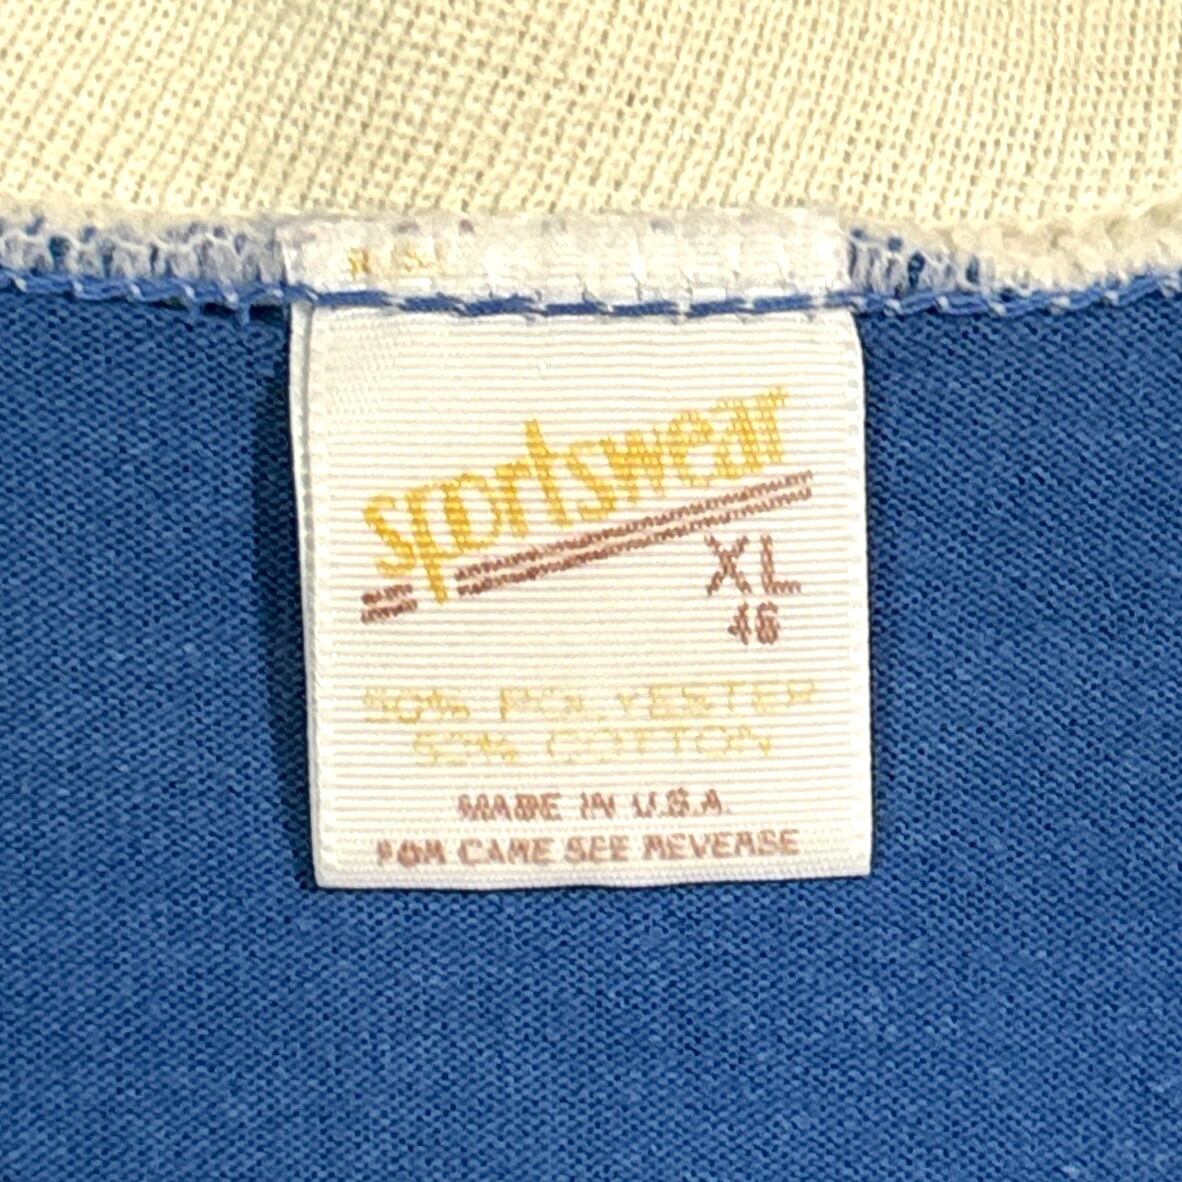 sportswear
XL
46
50% POLYESTER
50% COTTON
MADE IN U.S.A.
FOR CARE SEE REVERSE